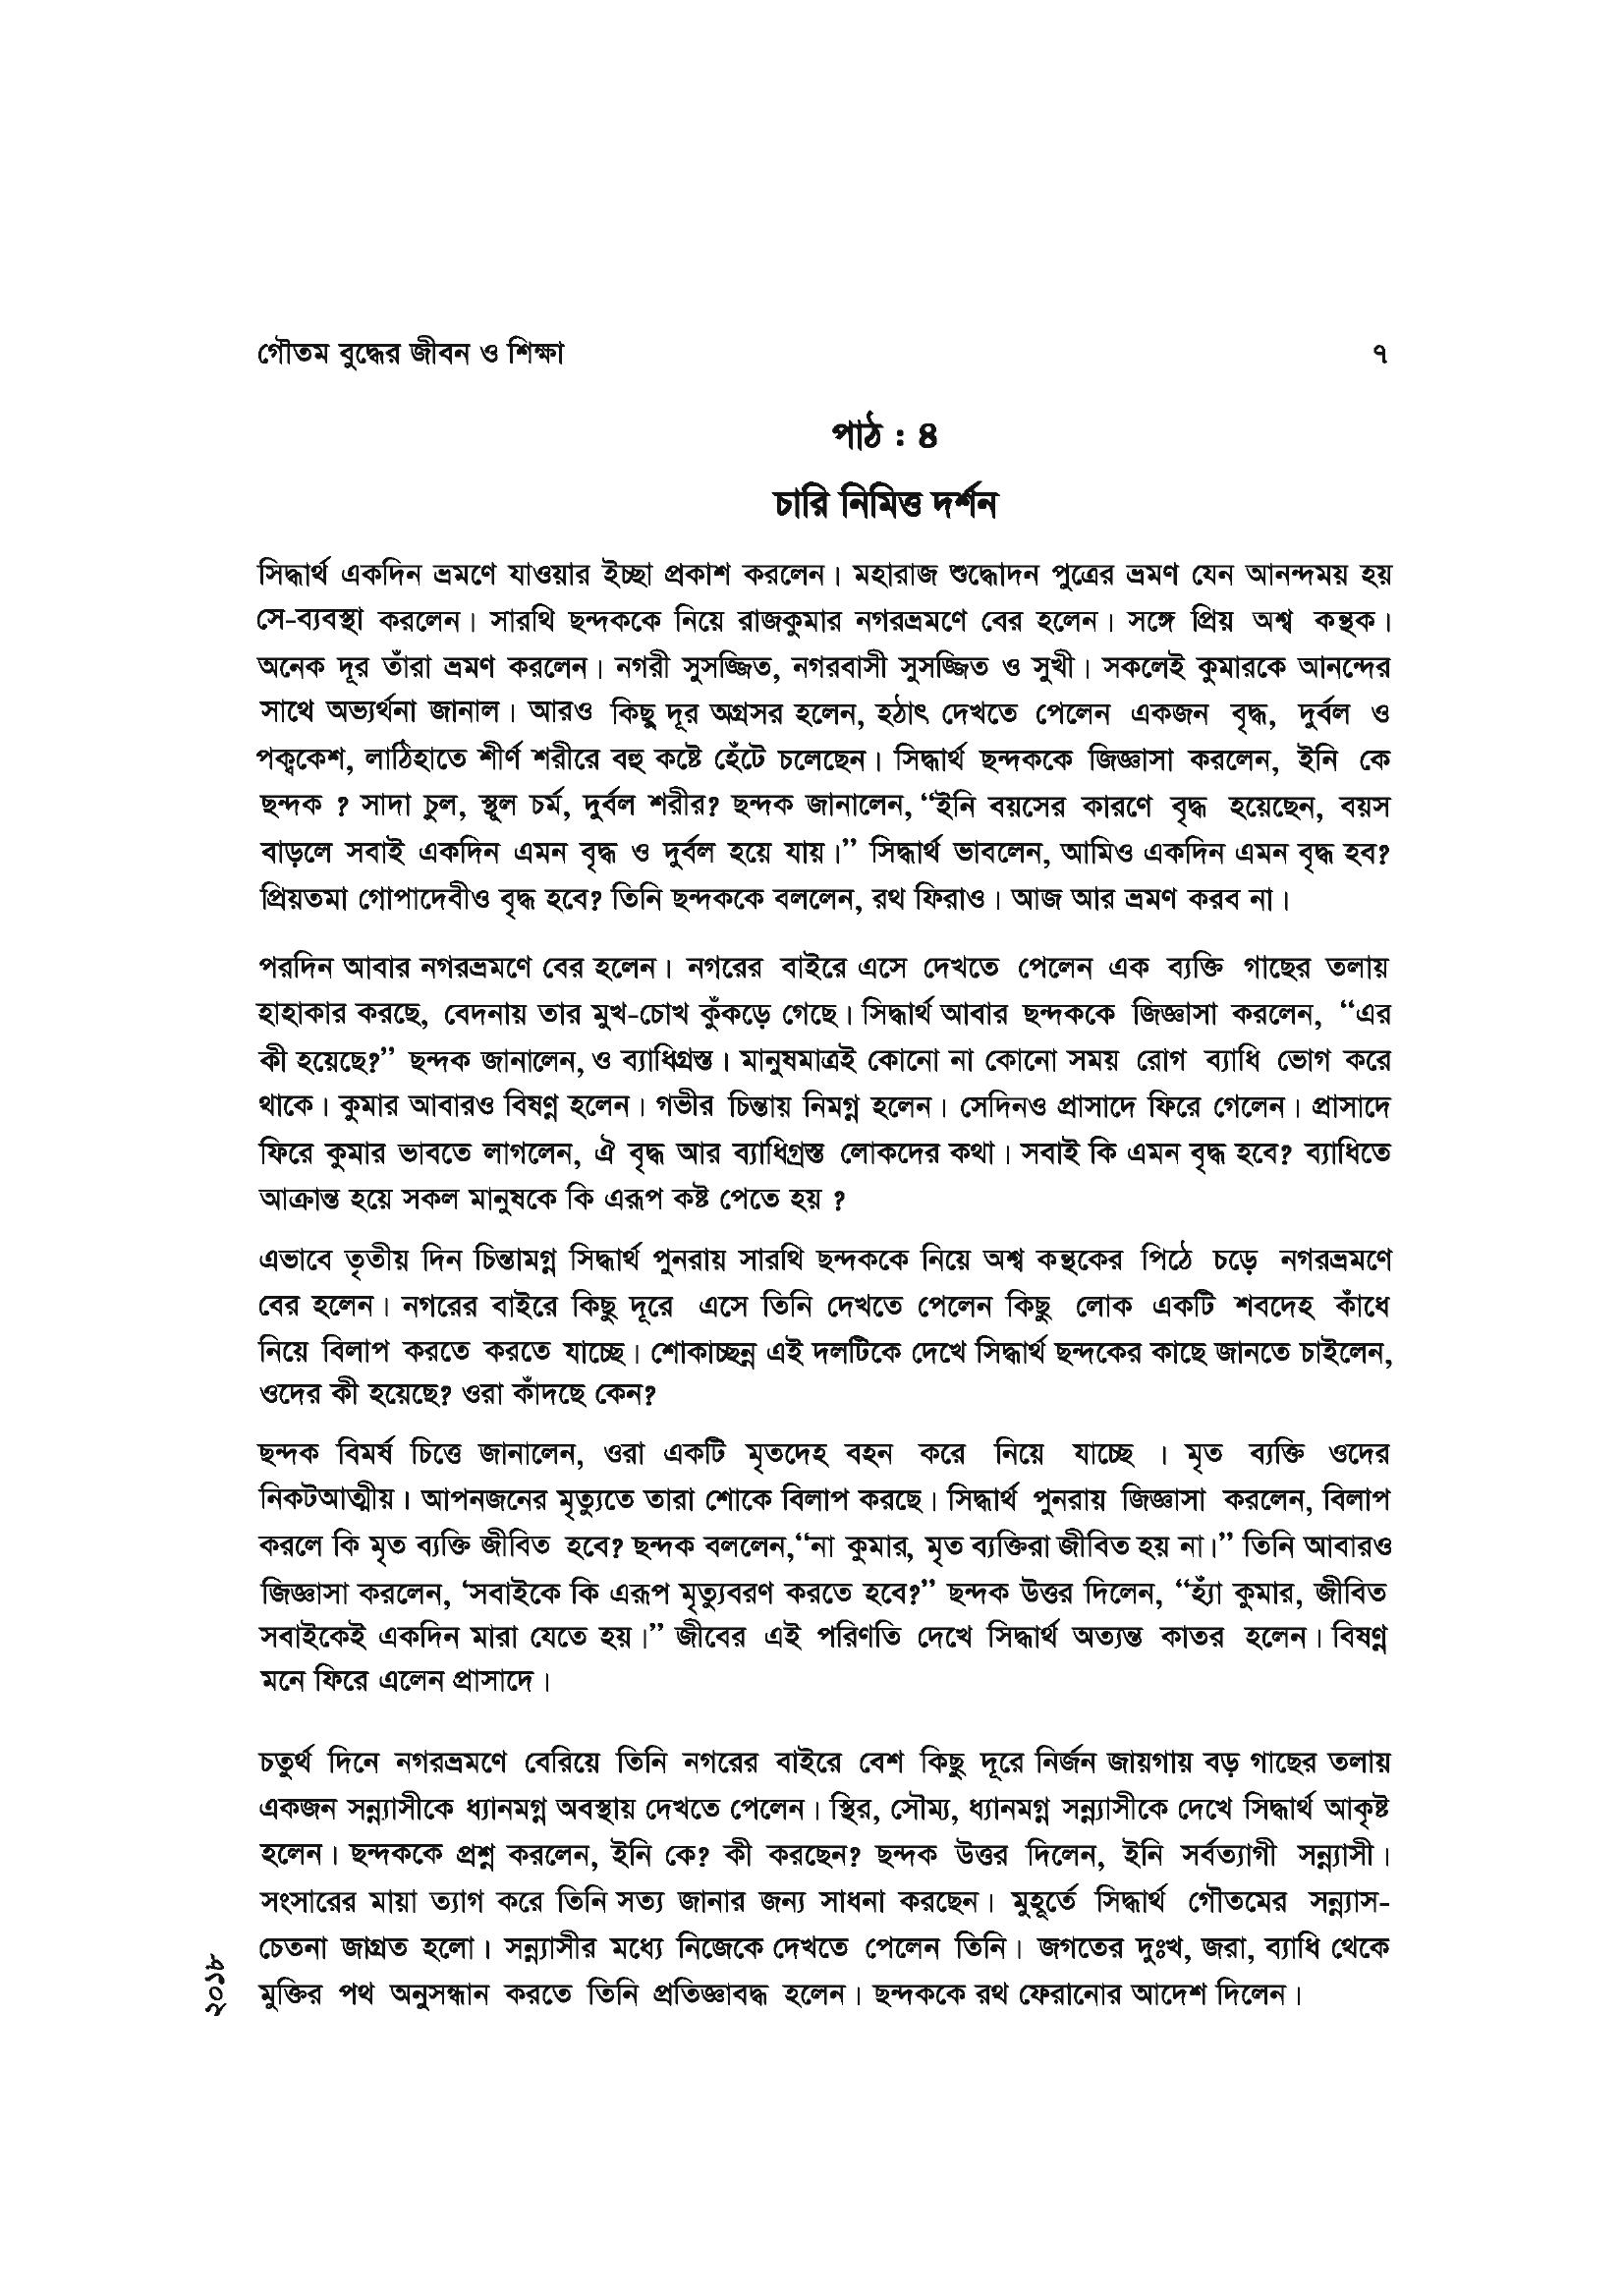 গৌতম বুদ্ধের জীবন ও শিক্ষা ৭
পাঠ : ৪
চারি নিমিত্ত দর্শন
সিদ্ধার্থ একদিন ভ্রমণে যাওয়ার ইচ্ছা প্রকাশ করলেন। মহারাজ শুদ্ধোদন পুত্রের ভ্রমণ যেন আনন্দময় হয়
সে-ব্যবস্থা করলেন। সারথি ছন্দককে নিয়ে রাজকুমার নগরভ্রমণে বের হলেন। সঙ্গে প্রিয় অশ্ব কন্থক।
অনেক দূর তাঁরা ভ্রমণ করলেন। নগরী সুসজ্জিত, নগরবাসী সুসজ্জিত ও সুখী। সকলেই কুমারকে আনন্দের
সাথে অভ্যর্থনা জানাল। আরও কিছু দূর অগ্রসর হলেন, হঠাৎ দেখতে পেলেন একজন বৃদ্ধ, দুর্বল ও
পক্বকেশ, লাঠিহাতে শীর্ণ শরীরে বহু কষ্টে হেঁটে চলেছেন। সিদ্ধার্থ ছন্দককে জিজ্ঞাসা করলেন, ইনি কে
ছন্দক ? সাদা চুল, স্থূল চর্ম, দুর্বল শরীর? ছন্দক জানালেন, “ইনি বয়সের কারণে বৃদ্ধ হয়েছেন, বয়স
বাড়লে সবাই একদিন এমন বৃদ্ধ ও দুর্বল হয়ে যায়।” সিদ্ধার্থ ভাবলেন, আমিও একদিন এমন বৃদ্ধ হব?
প্রিয়তমা গোপাদেবীও বৃদ্ধ হবে? তিনি ছন্দককে বললেন, রথ ফিরাও। আজ আর ভ্রমণ করব না।
পরদিন আবার নগরভ্রমণে বের হলেন। নগরের বাইরে এসে দেখতে পেলেন এক ব্যক্তি গাছের তলায়
হাহাকার করছে, বেদনায় তার মুখ-চোখ কুঁকড়ে গেছে। সিদ্ধার্থ আবার ছন্দককে জিজ্ঞাসা করলেন, “এর
কী হয়েছে?” ছন্দক জানালেন, ও ব্যাধিগ্রস্ত। মানুষমাত্রই কোনো না কোনো সময় রোগ ব্যাধি ভোগ করে
থাকে। কুমার আবারও বিষণ্ণ হলেন। গভীর চিন্তায় নিমগ্ন হলেন। সেদিনও প্রাসাদে ফিরে গেলেন। প্রাসাদে
ফিরে কুমার ভাবতে লাগলেন, ঐ বৃদ্ধ আর ব্যাধিগ্রস্ত লোকদের কথা। সবাই কি এমন বৃদ্ধ হবে? ব্যাধিতে
আক্রান্ত হয়ে সকল মানুষকে কি এরূপ কষ্ট পেতে হয় ?
এভাবে তৃতীয় দিন চিন্তামগ্ন সিদ্ধার্থ পুনরায় সারথি ছন্দককে নিয়ে অশ্ব কন্থকের পিঠে চড়ে নগরভ্রমণে
বের হলেন। নগরের বাইরে কিছু দূরে এসে তিনি দেখতে পেলেন কিছু লোক একটি শবদেহ কাঁধে
নিয়ে বিলাপ করতে করতে যাচ্ছে। শোকাচ্ছন্ন এই দলটিকে দেখে সিদ্ধার্থ ছন্দকের কাছে জানতে চাইলেন,
ওদের কী হয়েছে? ওরা কাঁদছে কেন?
ছন্দক বিমর্ষ চিত্তে জানালেন, ওরা একটি মৃতদেহ বহন করে নিয়ে যাচ্ছে । মৃত ব্যক্তি ওদের
নিকটআত্মীয়। আপনজনের মৃত্যুতে তারা শোকে বিলাপ করছে। সিদ্ধার্থ পুনরায় জিজ্ঞাসা করলেন, বিলাপ
করলে কি মৃত ব্যক্তি জীবিত হবে? ছন্দক বললেন,“না কুমার, মৃত ব্যক্তিরা জীবিত হয় না।” তিনি আবারও
জিজ্ঞাসা করলেন, ‘সবাইকে কি এরূপ মৃত্যুবরণ করতে হবে?” ছন্দক উত্তর দিলেন, “হ্যাঁ কুমার, জীবিত
সবাইকেই একদিন মারা যেতে হয়।” জীবের এই পরিণতি দেখে সিদ্ধার্থ অত্যন্ত কাতর হলেন। বিষণ্ণ
মনে ফিরে এলেন প্রাসাদে।
চতুর্থ দিনে নগরভ্রমণে বেরিয়ে তিনি নগরের বাইরে বেশ কিছু দূরে নির্জন জায়গায় বড় গাছের তলায়
একজন সন্ন্যাসীকে ধ্যানমগ্ন অবস্থায় দেখতে পেলেন। স্থির, সৌম্য, ধ্যানমগ্ন সন্ন্যাসীকে দেখে সিদ্ধার্থ আকৃষ্ট
হলেন। ছন্দককে প্রশ্ন করলেন, ইনি কে? কী করছেন? ছন্দক উত্তর দিলেন, ইনি সর্বত্যাগী সন্ন্যাসী।
সংসারের মায়া ত্যাগ করে তিনি সত্য জানার জন্য সাধনা করছেন। মুহূর্তে সিদ্ধার্থ গৌতমের সন্ন্যাস-
চেতনা জাগ্রত হলো। সন্ন্যাসীর মধ্যে নিজেকে দেখতে পেলেন তিনি। জগতের দুঃখ, জরা, ব্যাধি থেকে
মুক্তির পথ অনুসন্ধান করতে তিনি প্রতিজ্ঞাবদ্ধ হলেন। ছন্দককে রথ ফেরানোর আদেশ দিলেন।
২০১৮